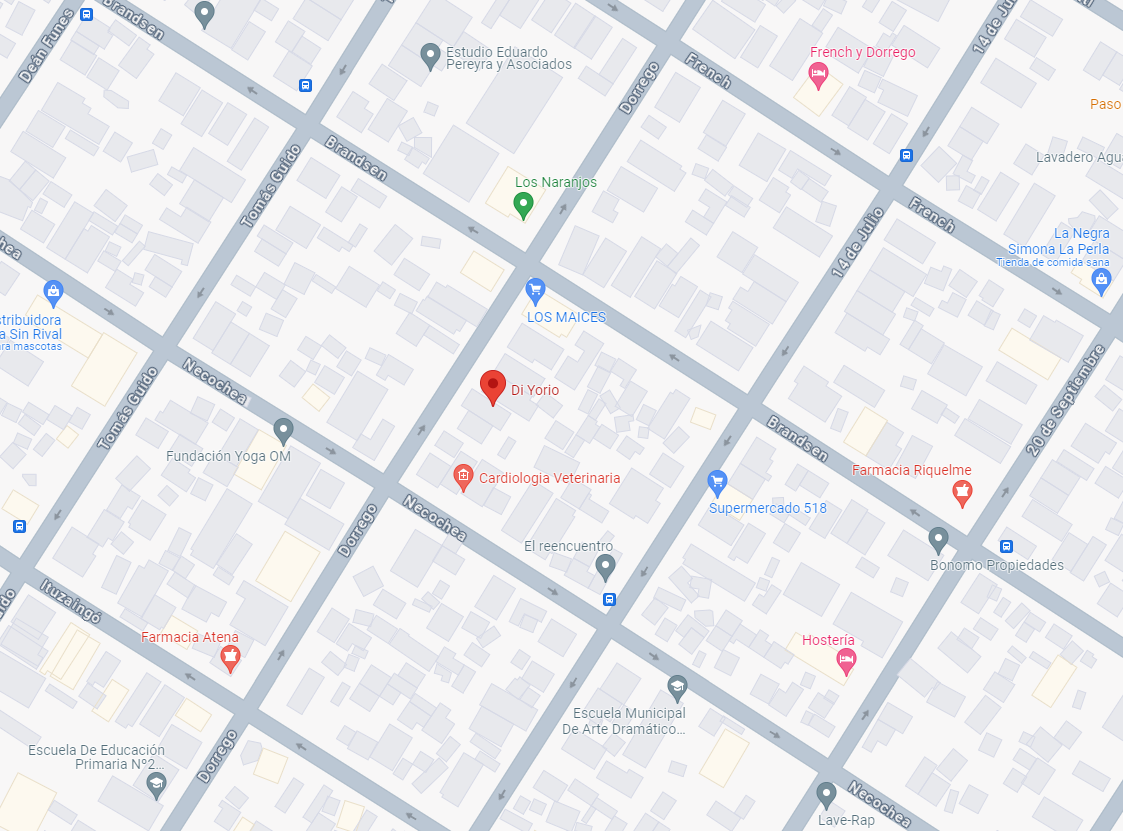 Brandsen
Deán Funes
14 de Jul
Estudio Eduardo
Pereyra y Asociados
French y Dorrego
French
Dorrego
Paso
Brandsen
Tomás Guido
Lavadero Agu
Los Naranjos
14 de Julio
French
La Negra
Simona La Perla
Tienda de comida sana
hea
stribuidora
a Sin Rival
ra mascotas
LOS MAICES
Necochea
Di Yorio
20 de Septiembre
Tomás Guido
Brandsen
Fundación Yoga OM
Cardiologia Veterinaria
Farmacia Riquelme
Supermercado 518
Necochea
Dorrego
El reencuentro
Bonomo Propiedades
ido
Ituzaingó
Farmacia Atena
Hostería
Escuela Municipal
De Arte Dramático...
Escuela De Educación
Primaria Nº2...
Dorrego
Necochea
Lave-Rap